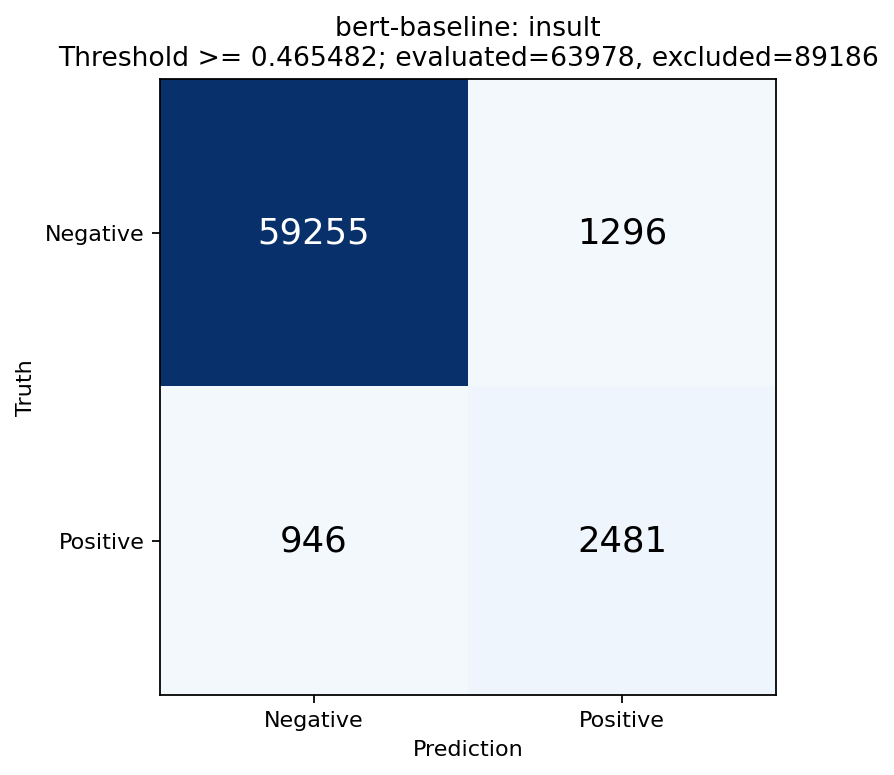 bert-baseline: insult
Threshold >= 0.465482; evaluated=63978, excluded=89186
Negative
59255
1296
Truth
Positive
946
2481
Negative
Positive
Prediction